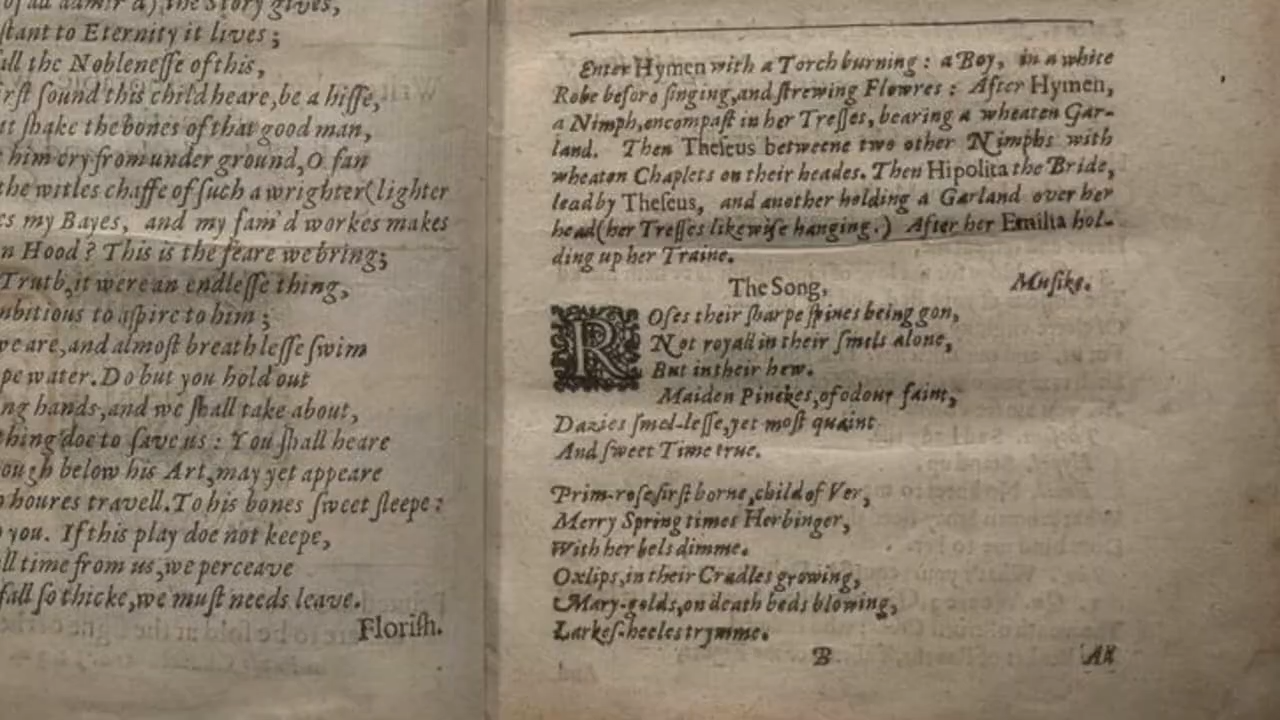 of all admir'd), the Story gives,
stant to Eternity it lives;
all the Noblenesse of this,
first sound this child heare, be a hisse,
shake the bones of that good man,
him cry from under ground, O fan
the witles chaffe of such a wrighter (lighter
my Bayes, and my fam'd workes makes
n Hood? This is the feare we bring;
Truth, it were an endlesse thing,
mbitious to aspire to him;
we are, and almost breathlesse swim
pe water. Do but you hold out
ng hands, and we shall take about,
thing doe to save us: You shall heare
ough below his Art, may yet appeare
houres travell. To his bones sweet sleepe:
you. If this play doe not keepe,
ll time from us, we perceave
fall so thicke, we must needs leave.
Florish.
Enter Hymen with a Torch burning: a Boy, in a white
Robe before singing, and strewing Flowres: After Hymen,
a Nimph, encompast in her Tresses, bearing a wheaten Gar-
land. Then Theseus betweene two other Nimphs with
wheaten Chaplets on their heades. Then Hipolita the Bride,
lead by Theseus, and another holding a Garland over her
head (her Tresses likewise hanging.) After her Emilia hol-
ding up her Traine.
The Song, Musike.
ROses their sharpe spines being gon,
Not royall in their smels alone,
But in their hew.
Maiden Pinckes, of odour faint,
Dazies smel-lesse, yet most quaint
And sweet Time true.
Prim-rose first borne, child of Ver,
Merry Spring times Herbinger,
With her bels dimme.
Oxlips, in their Cradles growing,
Mary-golds, on death beds blowing,
Larkes-heeles trymme.
B All